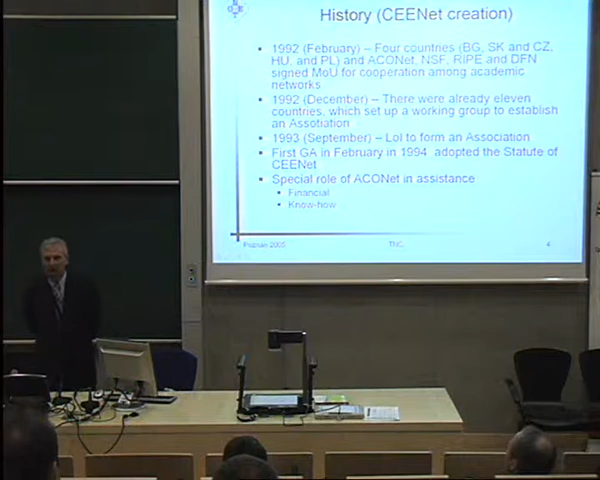 History (CEENet creation)
1992 (February) – Four countries (BG, SK and CZ,
HU, and PL) and ACONet, NSF, RIPE and DFN
signed MoU for cooperation among academic
networks
1992 (December) – There were already eleven
countries, which set up a working group to establish
an Assotiation
1993 (September) – LoI to form an Association
First GA in February in 1994 adopted the Statute of
CEENet
Special role of ACONet in assistance
Financial
Know-how
Poznan 2005 TNC 6